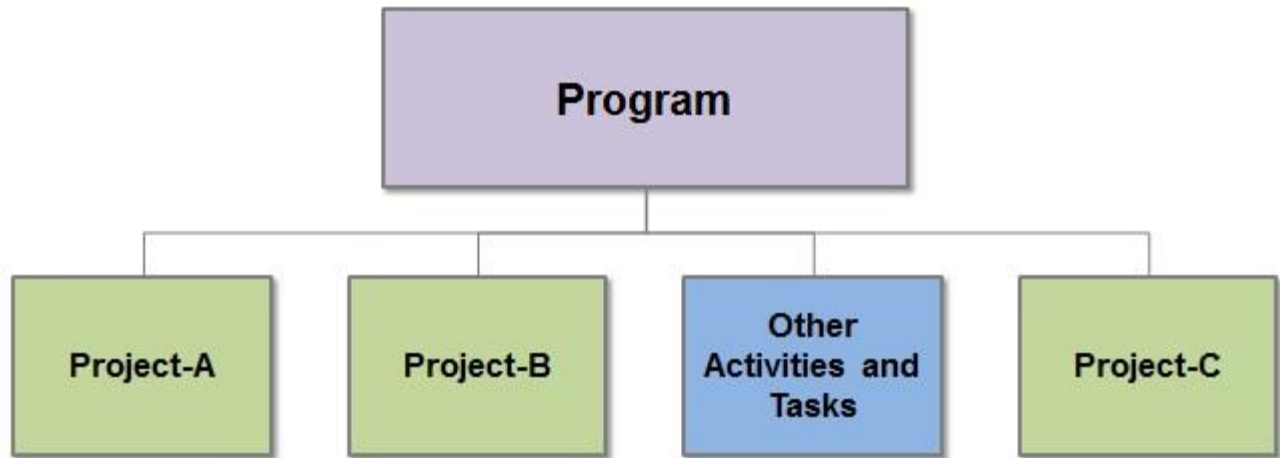 Program
Project-A
Project-B
Other
Activities and
Tasks
Project-C